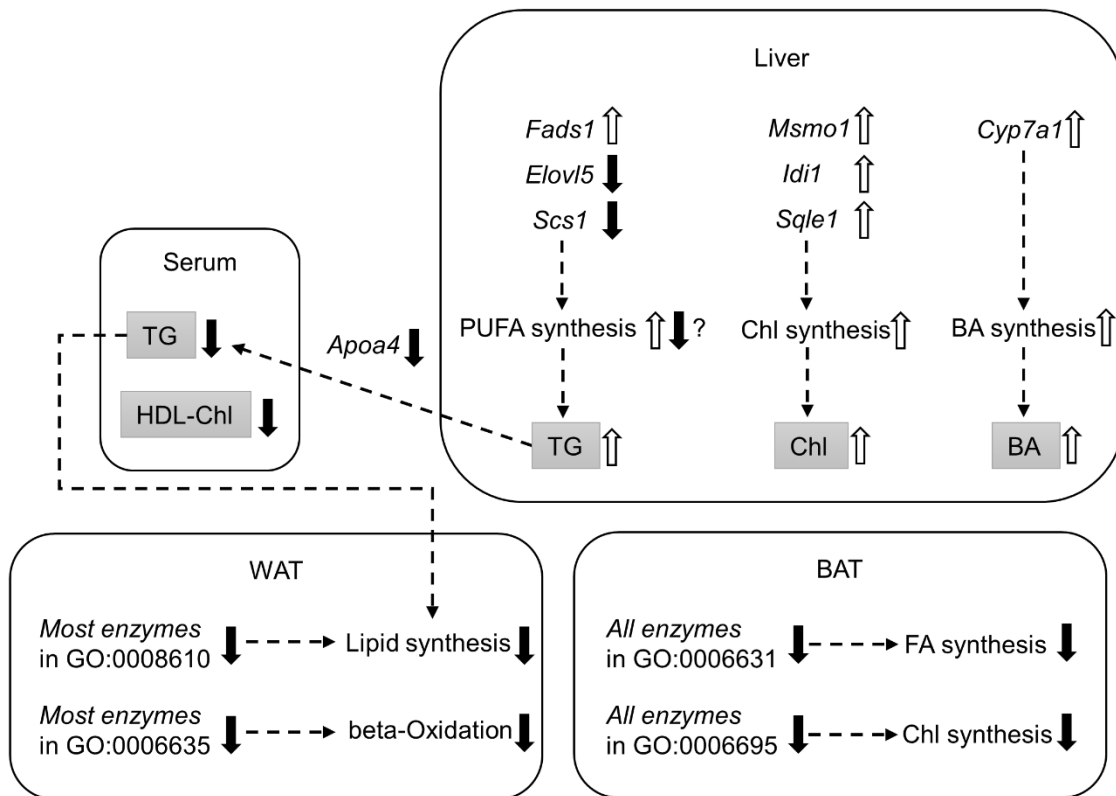 Liver
Fads1
Elovl5
Scs1
PUFA synthesis ?
TG
Msmo1
Idi1
Sqle1
Chl synthesis
Chl
Cyp7a1
BA synthesis
BA
Serum
TG
HDL-Chl
Apoa4
WAT
Most enzymes
in GO:0008610
Lipid synthesis
Most enzymes
in GO:0006635
beta-Oxidation
BAT
All enzymes
in GO:0006631
FA synthesis
All enzymes
in GO:0006695
Chl synthesis